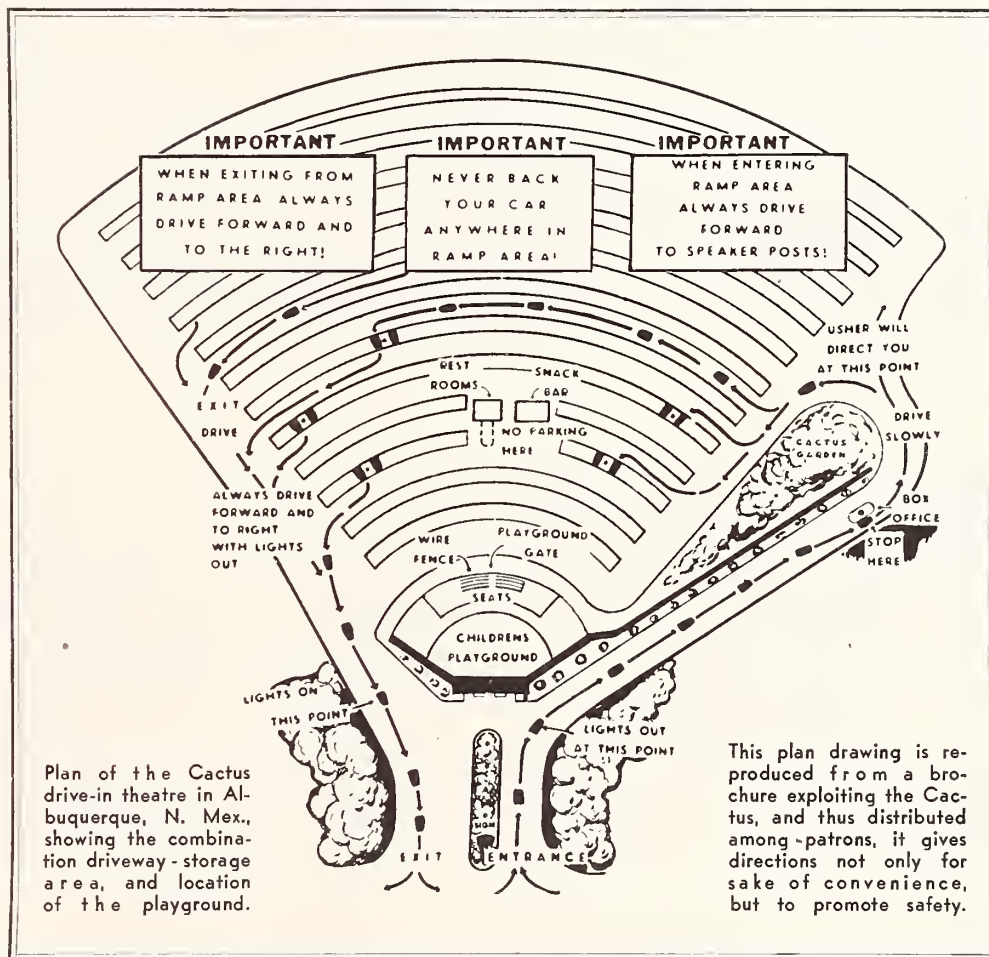 IMPORTANT
WHEN EXITING FROM
RAMP AREA ALWAYS
DRIVE FORWARD AND
TO THE RIGHT!
IMPORTANT
NEVER BACK
YOUR CAR
ANYWHERE IN
RAMP AREA!
IMPORTANT
WHEN ENTERING
RAMP AREA
ALWAYS DRIVE
FORWARD
TO SPEAKER POSTS!
USHER WILL
DIRECT YOU
AT THIS POINT
REST
ROOMS
SNACK
BAR
NO PARKING
HERE
EXIT
DRIVE
DRIVE
SLOWLY
CACTUS
GARDEN
BOX
OFFICE
STOP
HERE
ALWAYS DRIVE
FORWARD AND
TO RIGHT
WITH LIGHTS
OUT
WIRE
FENCE
PLAYGROUND
GATE
SEATS
CHILDRENS
PLAYGROUND
LIGHTS ON
THIS POINT
LIGHTS OUT
AT THIS POINT
SIGN
EXIT
ENTRANCE
Plan of the Cactus
drive-in theatre in Al-
buquerque, N. Mex.,
showing the combina-
tion driveway-storage
area, and location
of the playground.
This plan drawing is re-
produced from a bro-
chure exploiting the Cac-
tus, and thus distributed
among patrons, it gives
directions not only for
sake of convenience,
but to promote safety.